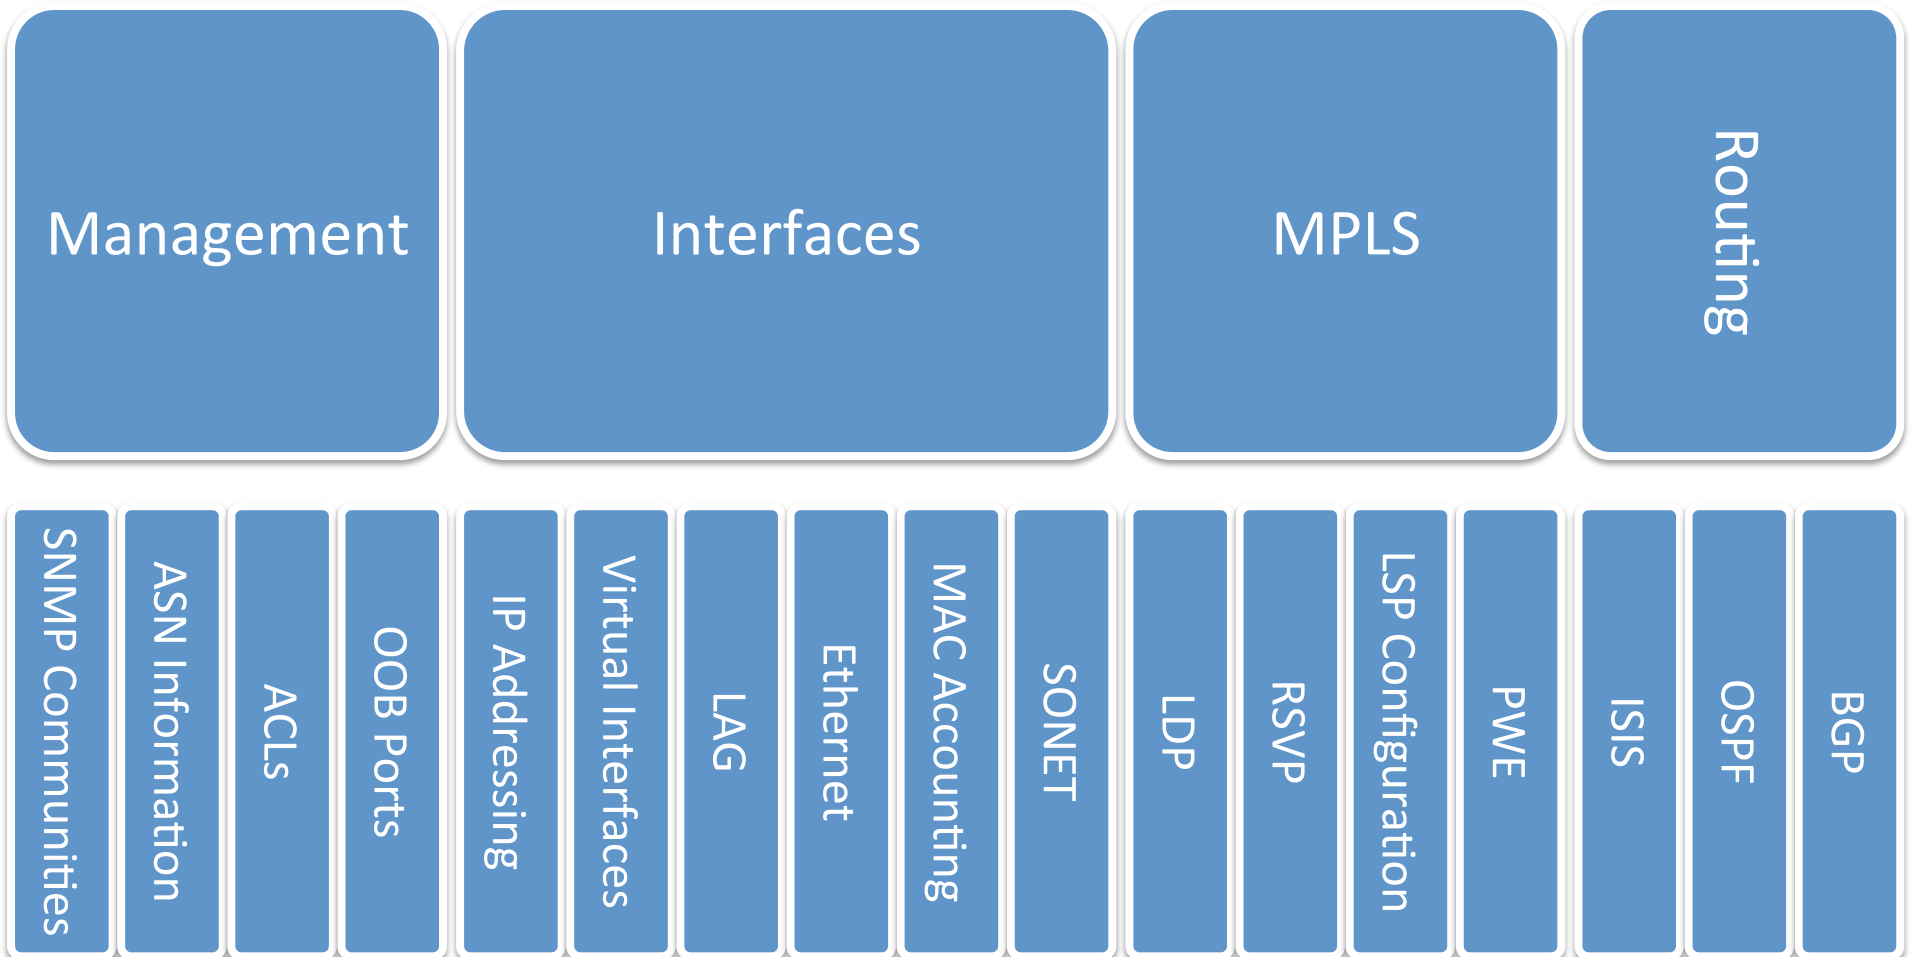 Management
Interfaces
MPLS
Routing
SNMP Communities
ASN Information
ACLs
OOB Ports
IP Addressing
Virtual Interfaces
LAG
Ethernet
MAC Accounting
SONET
LDP
RSVP
LSP Configuration
PWE
ISIS
OSPF
BGP